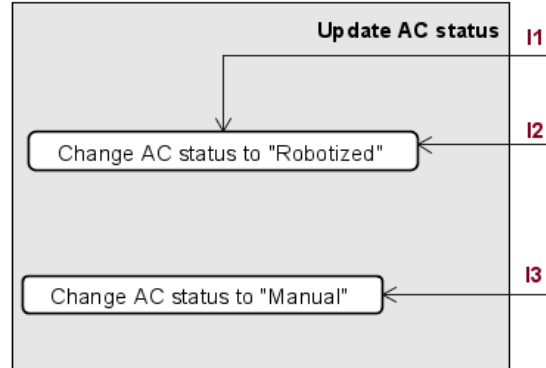 Update AC status
I1
I2
Change AC status to "Robotized"
I3
Change AC status to "Manual"